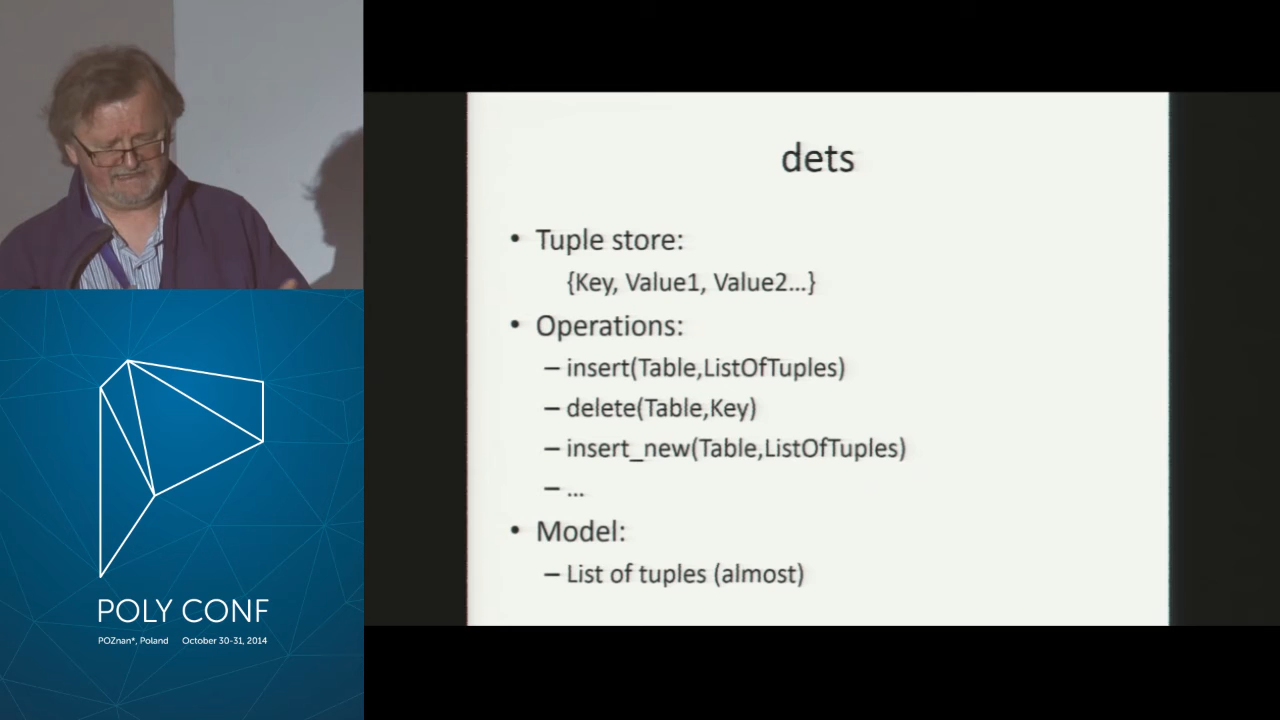 dets
• Tuple store:
{Key, Value1, Value2...}
• Operations:
– insert(Table,ListOfTuples)
– delete(Table,Key)
– insert_new(Table,ListOfTuples)
– ...
• Model:
– List of tuples (almost)
POLY CONF
POZnan*, Poland October 30-31, 2014